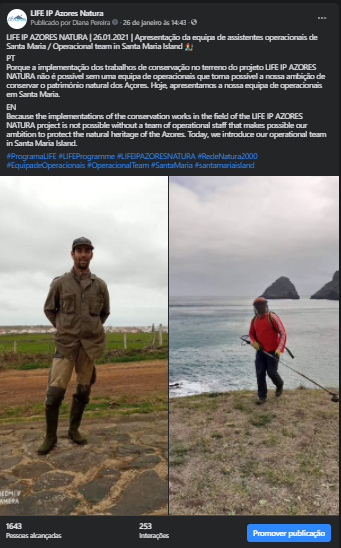 LIFE IP Azores Natura
Publicado por Diana Pereira · 26 de janeiro às 14:43 ·
LIFE IP AZORES NATURA | 26.01.2021 | Apresentação da equipa de assistentes operacionais de
Santa Maria / Operational team in Santa Maria Island
PT
Porque a implementação dos trabalhos de conservação no terreno do projeto LIFE IP AZORES
NATURA não é possível sem uma equipa de operacionais que torna possível a nossa ambição de
conservar o património natural dos Açores. Hoje, apresentamos a nossa equipa de operacionais
em Santa Maria.
EN
Because the implementation of the conservation works in the field of the LIFE IP AZORES
NATURA project is not possible without a team of operational staff that makes possible our
ambition to protect the natural heritage of the Azores. Today, we introduce our operational team
in Santa Maria Island.
#ProgramaLIFE #LIFEProgramme #LIFEIPAZORESNATURA #RedeNatura2000
#EquipadeOperacionais #OperacionalTeam #SantaMaria #santamariaisland
CAMERA
1643
253
Pessoas alcançadas
Interações
Promover publicação